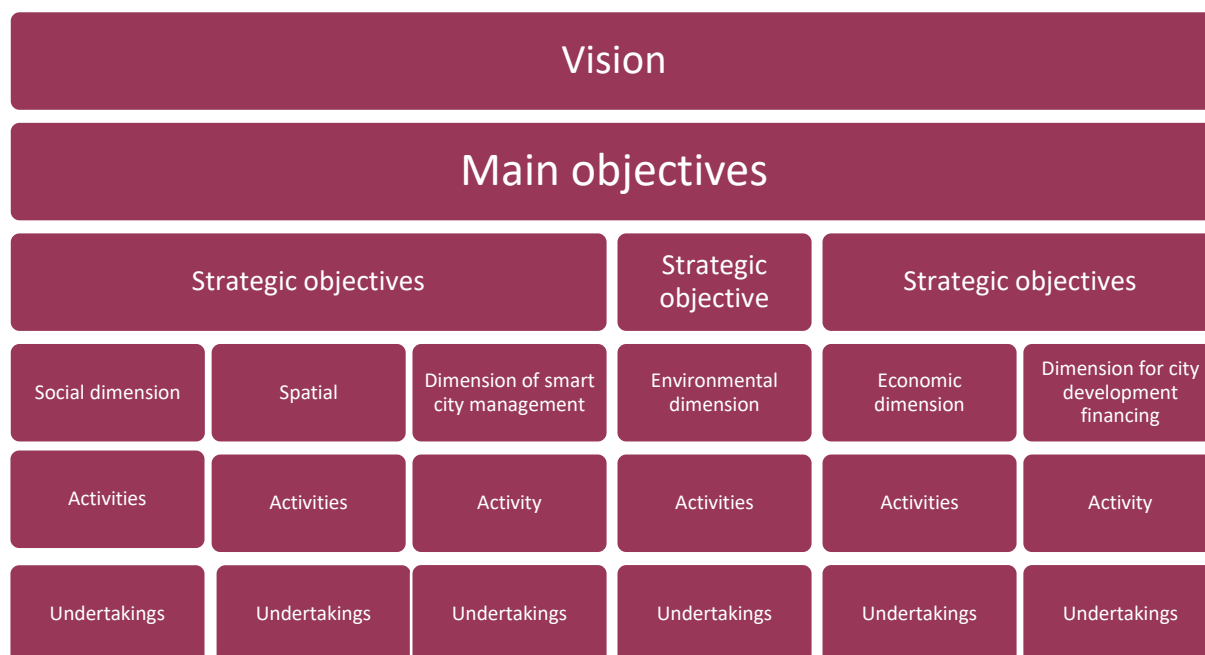 Vision
Main objectives
Strategic objectives
Strategic
objective
Strategic objectives
Social dimension
Spatial
Dimension of smart
city management
Environmental
dimension
Economic
dimension
Dimension for city
development
financing
Activities
Activities
Activity
Activities
Activities
Activity
Undertakings
Undertakings
Undertakings
Undertakings
Undertakings
Undertakings